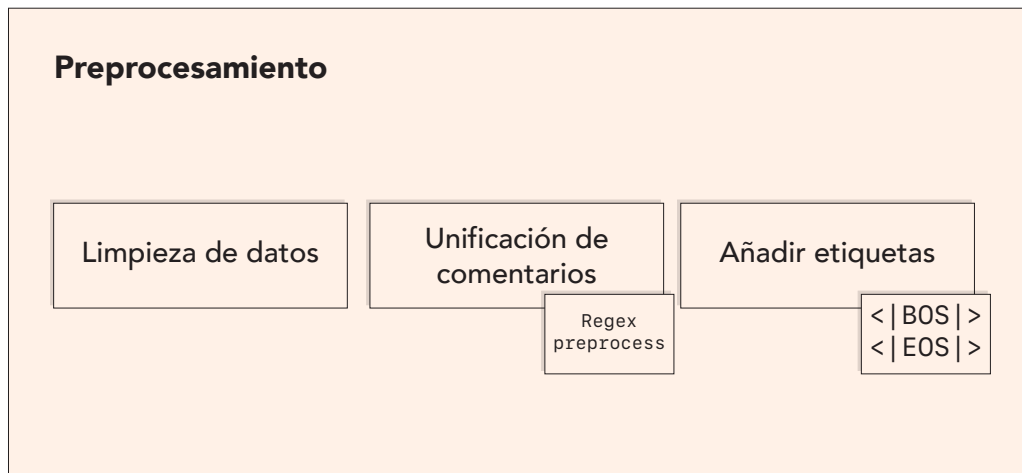 Preprocesamiento
Limpieza de datos
Unificación de
comentarios
Regex
preprocess
Añadir etiquetas
<|BOS|>
<|EOS|>